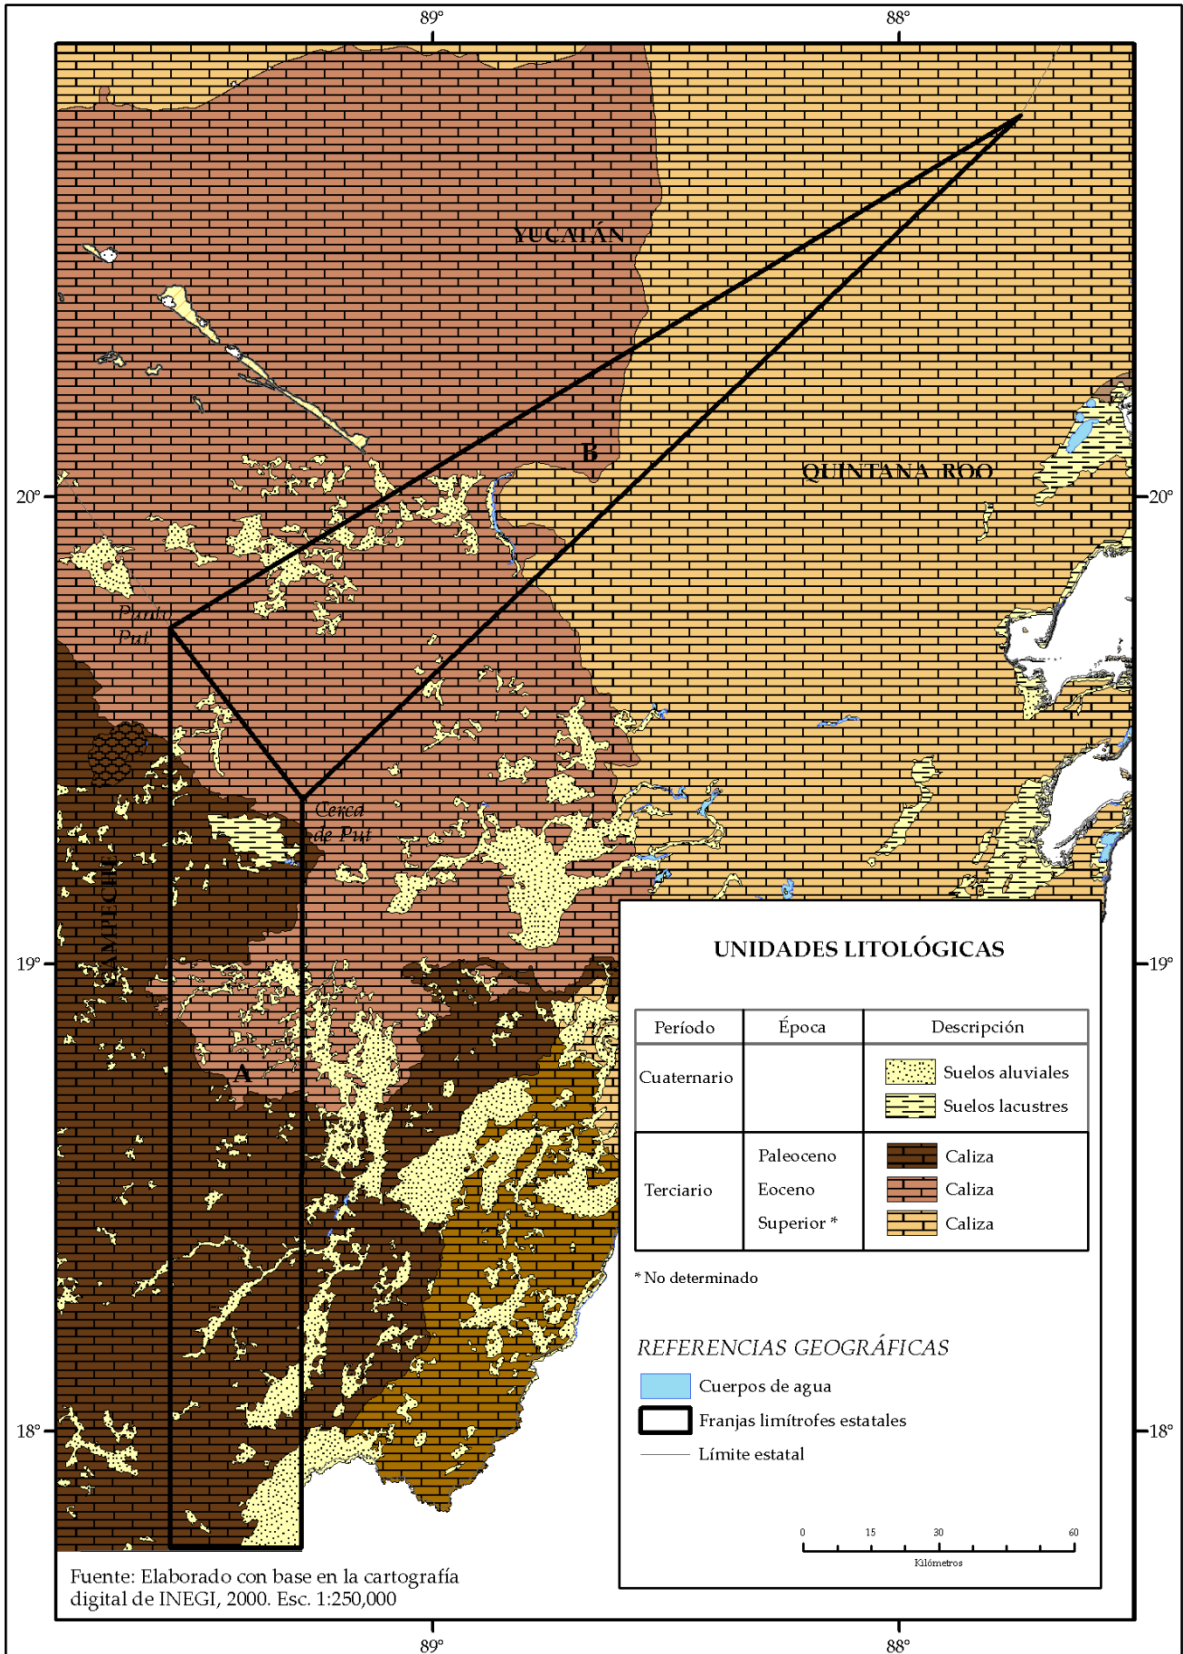 89°
88°
YUCATÁN
B
QUINTANA ROO
20°
20°
Punto
Put
Cerca
de Put
CAMPECHE
19°
19°
A
18°
18°
UNIDADES LITOLÓGICAS
Período
Época
Descripción
Cuaternario
Suelos aluviales
Suelos lacustres
Terciario
Paleoceno
Caliza
Eoceno
Caliza
Superior *
Caliza
* No determinado
REFERENCIAS GEOGRÁFICAS
Cuerpos de agua
Franjas limítrofes estatales
Límite estatal
0 15 30 60
Kilómetros
Fuente: Elaborado con base en la cartografía
digital de INEGI, 2000. Esc. 1:250,000
89°
88°